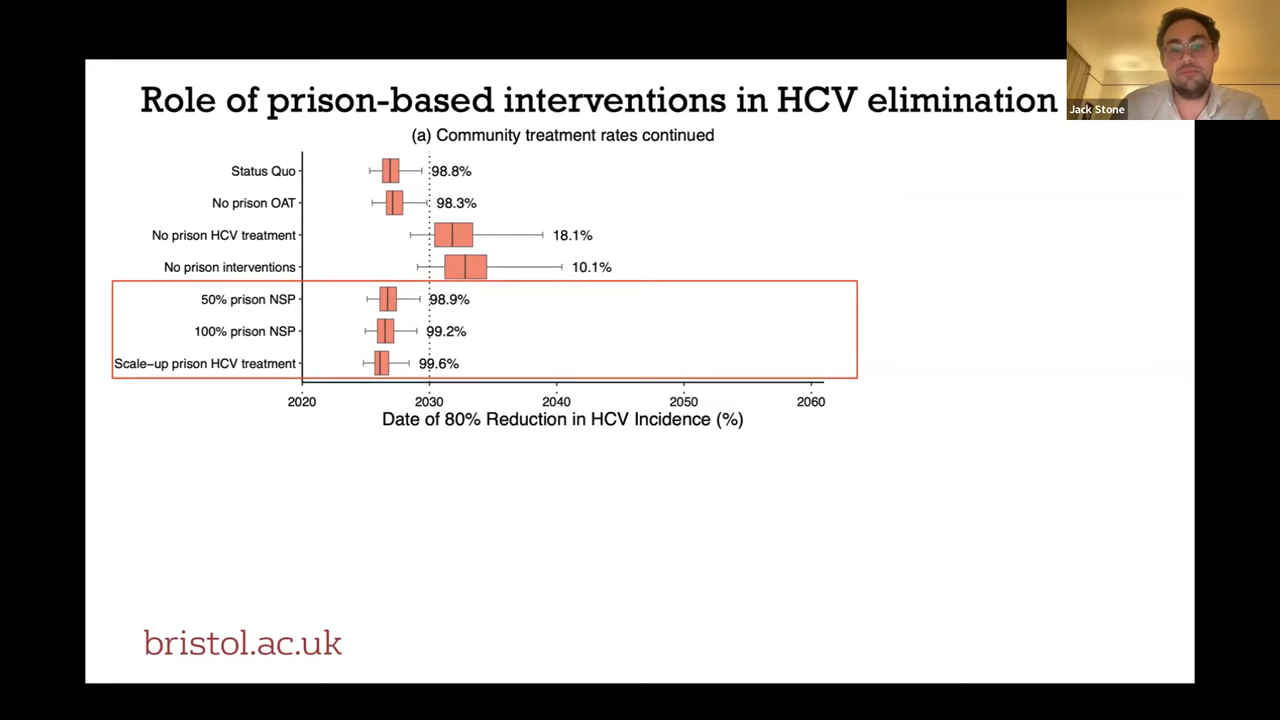 Role of prison-based interventions in HCV elimination
Jack Stone
(a) Community treatment rates continued
Status Quo 98.8%
No prison OAT 98.3%
No prison HCV treatment 18.1%
No prison interventions 10.1%
50% prison NSP 98.9%
100% prison NSP 99.2%
Scale-up prison HCV treatment 99.6%
2020 2030 2040 2050 2060
Date of 80% Reduction in HCV Incidence (%)
bristol.ac.uk